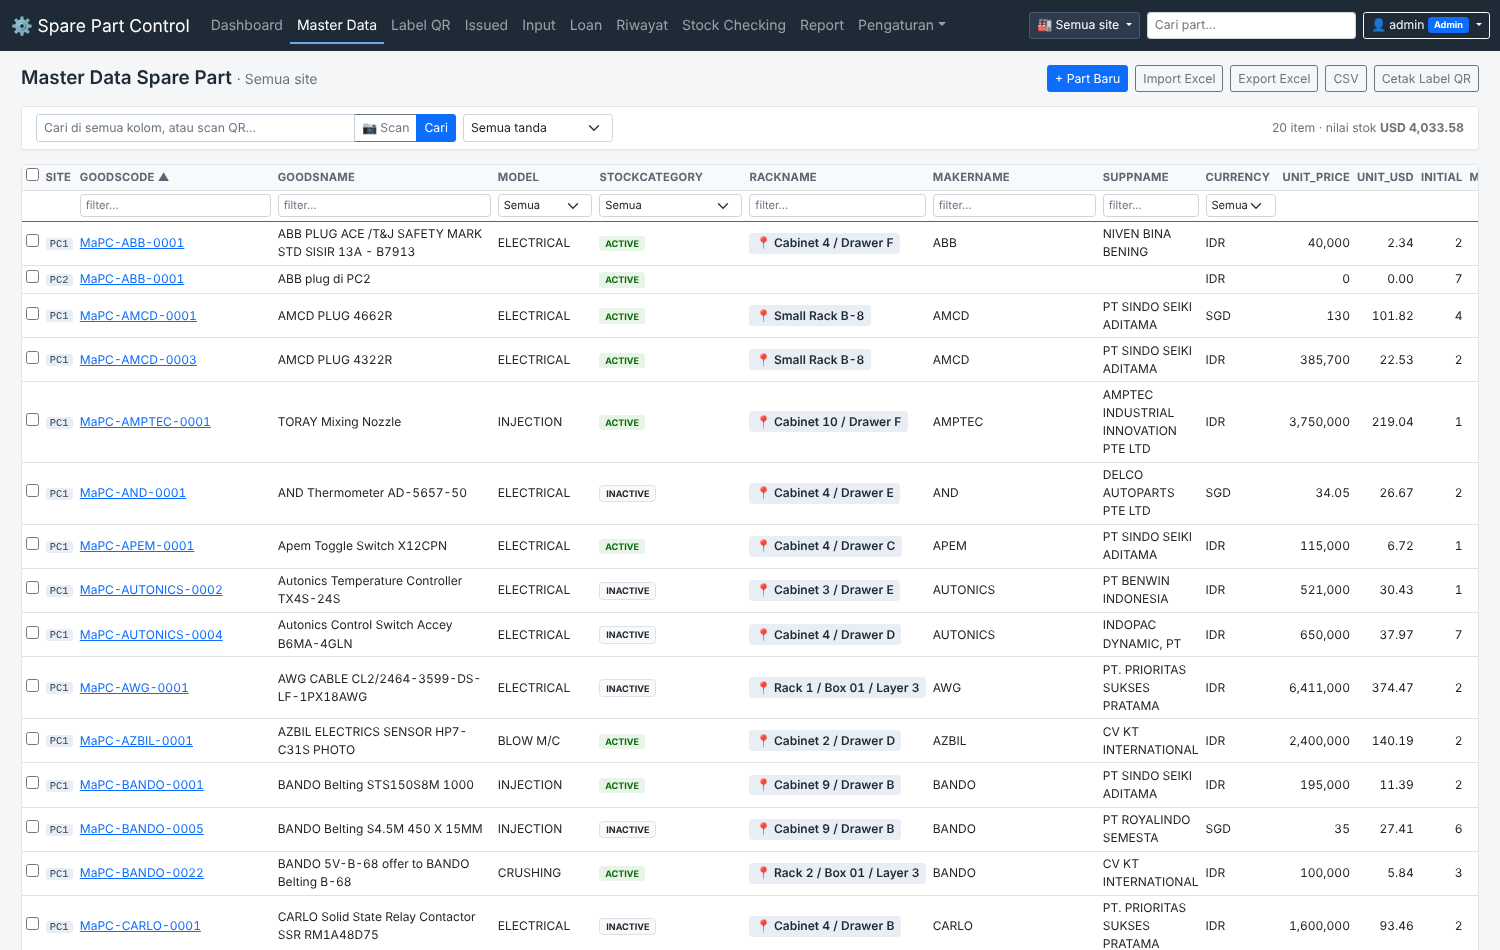 Spare Part Control Dashboard Master Data Label QR Issued Input Loan Riwayat Stock Checking Report Pengaturan Semua site Cari part... admin Admin
Master Data Spare Part · Semua site + Part Baru Import Excel Export Excel CSV Cetak Label QR
Cari di semua kolom, atau scan QR... Scan Cari Semua tanda 20 item · nilai stok USD 4,033.58
SITE GOODSCODE ▲ GOODSNAME MODEL STOCKCATEGORY RACKNAME MAKERNAME SUPPNAME CURRENCY UNIT_PRICE UNIT_USD INITIAL M
filter... filter... Semua Semua filter... filter... filter... Semua
PC1 MaPC-ABB-0001 ABB PLUG ACE /T&J SAFETY MARK ELECTRICAL ACTIVE Cabinet 4 / Drawer F ABB NIVEN BINA IDR 40,000 2.34 2
STD SISIR 13A - B7913 BENING
PC2 MaPC-ABB-0001 ABB plug di PC2 ACTIVE IDR 0 0.00 7
PC1 MaPC-AMCD-0001 AMCD PLUG 4662R ELECTRICAL ACTIVE Small Rack B-8 AMCD PT SINDO SEIKI SGD 130 101.82 4
ADITAMA
PC1 MaPC-AMCD-0003 AMCD PLUG 4322R ELECTRICAL ACTIVE Small Rack B-8 AMCD PT SINDO SEIKI IDR 385,700 22.53 2
ADITAMA
PC1 MaPC-AMPTEC-0001 TORAY Mixing Nozzle INJECTION ACTIVE Cabinet 10 / Drawer F AMPTEC AMPTEC IDR 3,750,000 219.04 1
INDUSTRIAL
INNOVATION
PTE LTD
PC1 MaPC-AND-0001 AND Thermometer AD-5657-50 ELECTRICAL INACTIVE Cabinet 4 / Drawer E AND DELCO SGD 34.05 26.67 2
AUTOPARTS
PTE LTD
PC1 MaPC-APEM-0001 Apem Toggle Switch X12CPN ELECTRICAL ACTIVE Cabinet 4 / Drawer C APEM PT SINDO SEIKI IDR 115,000 6.72 1
ADITAMA
PC1 MaPC-AUTONICS-0002 Autonics Temperature Controller ELECTRICAL INACTIVE Cabinet 3 / Drawer E AUTONICS PT BENWIN IDR 521,000 30.43 1
TX4S-24S INDONESIA
PC1 MaPC-AUTONICS-0004 Autonics Control Switch Accey ELECTRICAL INACTIVE Cabinet 4 / Drawer D AUTONICS INDOPAC IDR 650,000 37.97 7
B6MA-4GLN DYNAMIC, PT
PC1 MaPC-AWG-0001 AWG CABLE CL2/2464-3599-DS- ELECTRICAL INACTIVE Rack 1 / Box 01 / Layer 3 AWG PT. PRIORITAS IDR 6,411,000 374.47 2
LF-1PX18AWG SUKSES
PRATAMA
PC1 MaPC-AZBIL-0001 AZBIL ELECTRICS SENSOR HP7- BLOW M/C ACTIVE Cabinet 2 / Drawer D AZBIL CV KT IDR 2,400,000 140.19 2
C31S PHOTO INTERNATIONAL
PC1 MaPC-BANDO-0001 BANDO Belting STS150S8M 1000 INJECTION ACTIVE Cabinet 9 / Drawer B BANDO PT SINDO SEIKI IDR 195,000 11.39 2
ADITAMA
PC1 MaPC-BANDO-0005 BANDO Belting S4.5M 450 X 15MM INJECTION INACTIVE Cabinet 9 / Drawer B BANDO PT ROYALINDO SGD 35 27.41 6
SEMESTA
PC1 MaPC-BANDO-0022 BANDO 5V-B-68 offer to BANDO CRUSHING ACTIVE Rack 2 / Box 01 / Layer 3 BANDO CV KT IDR 100,000 5.84 3
Belting B-68 INTERNATIONAL
PC1 MaPC-CARLO-0001 CARLO Solid State Relay Contactor ELECTRICAL INACTIVE Cabinet 4 / Drawer B CARLO PT. PRIORITAS IDR 1,600,000 93.46 2
SSR RM1A48D75 SUKSES
PRATAMA